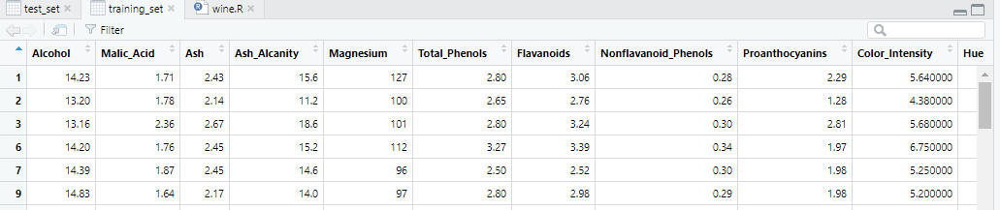 test_set training_set wine.R
Filter
Alcohol Malic_Acid Ash Ash_Alcanity Magnesium Total_Phenols Flavanoids Nonflavanoid_Phenols Proanthocyanins Color_Intensity Hue
1 14.23 1.71 2.43 15.6 127 2.80 3.06 0.28 2.29 5.640000
2 13.20 1.78 2.14 11.2 100 2.65 2.76 0.26 1.28 4.380000
3 13.16 2.36 2.67 18.6 101 2.80 3.24 0.30 2.81 5.680000
6 14.20 1.76 2.45 15.2 112 3.27 3.39 0.34 1.97 6.750000
7 14.39 1.87 2.45 14.6 96 2.50 2.52 0.30 1.98 5.250000
9 14.83 1.64 2.17 14.0 97 2.80 2.98 0.29 1.98 5.200000